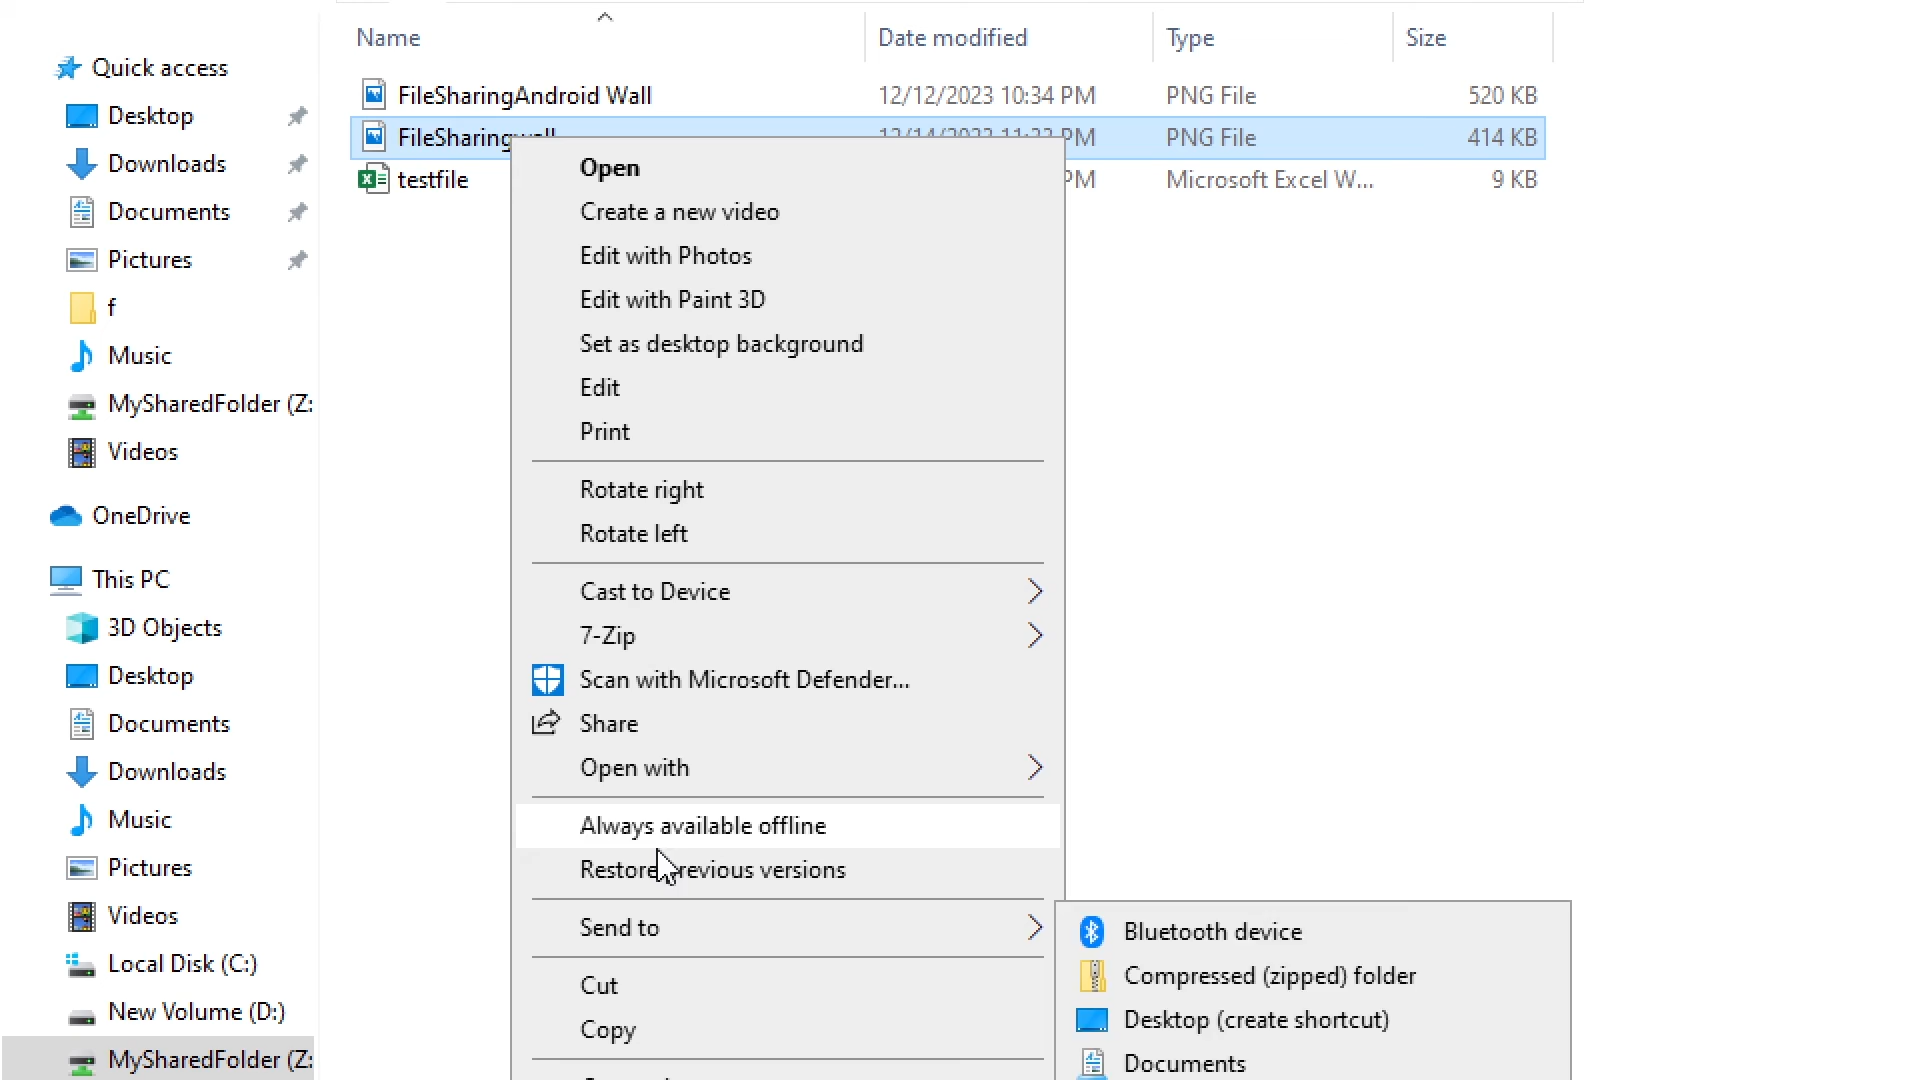 Name
Date modified
Type
Size
Quick access
Desktop
Downloads
Documents
Pictures
f
Music
MySharedFolder (Z:
Videos
OneDrive
This PC
3D Objects
Desktop
Documents
Downloads
Music
Pictures
Videos
Local Disk (C:)
New Volume (D:)
MySharedFolder (Z:
FileSharingAndroid Wall 12/12/2023 10:34 PM PNG File 520 KB
FileSharingwall PM PNG File 414 KB
testfile PM Microsoft Excel W... 9 KB
Open
Create a new video
Edit with Photos
Edit with Paint 3D
Set as desktop background
Edit
Print
Rotate right
Rotate left
Cast to Device
7-Zip
Scan with Microsoft Defender...
Share
Open with
Always available offline
Restore previous versions
Send to
Cut
Copy
Bluetooth device
Compressed (zipped) folder
Desktop (create shortcut)
Documents